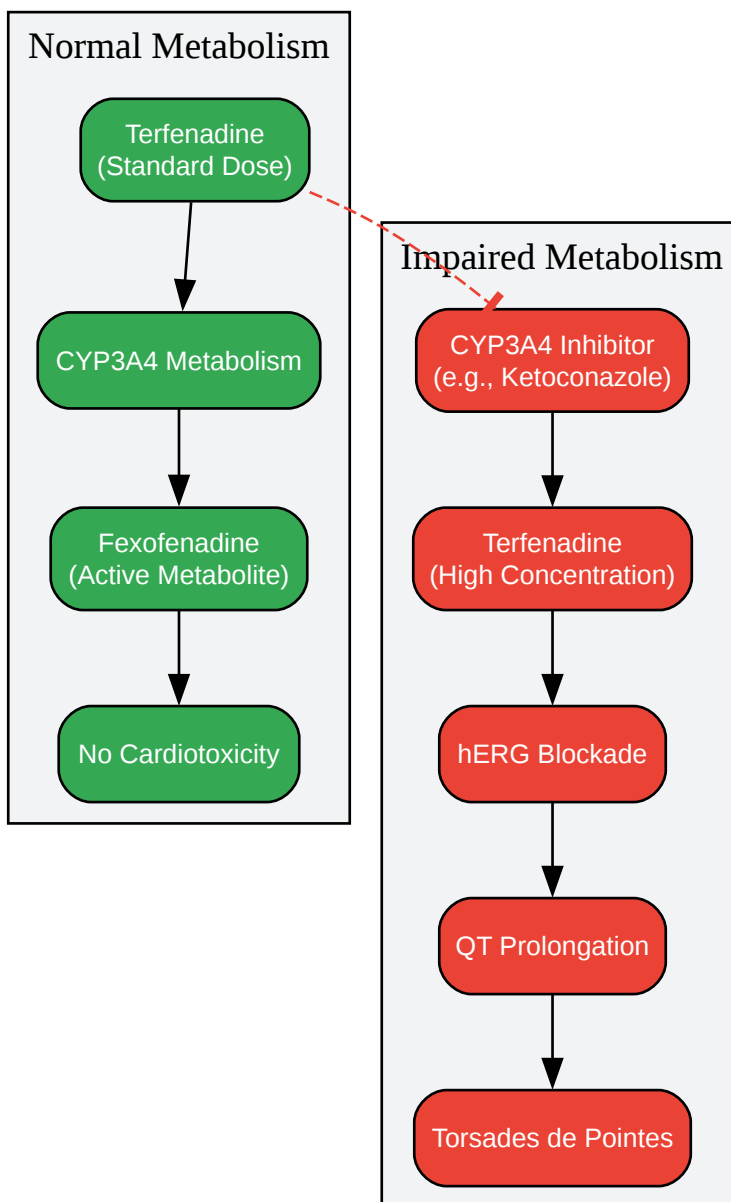 Normal Metabolism
Terfenadine
(Standard Dose)
CYP3A4 Metabolism
Fexofenadine
(Active Metabolite)
No Cardiotoxicity
Impaired Metabolism
CYP3A4 Inhibitor
(e.g., Ketoconazole)
Terfenadine
(High Concentration)
hERG Blockade
QT Prolongation
Torsades de Pointes